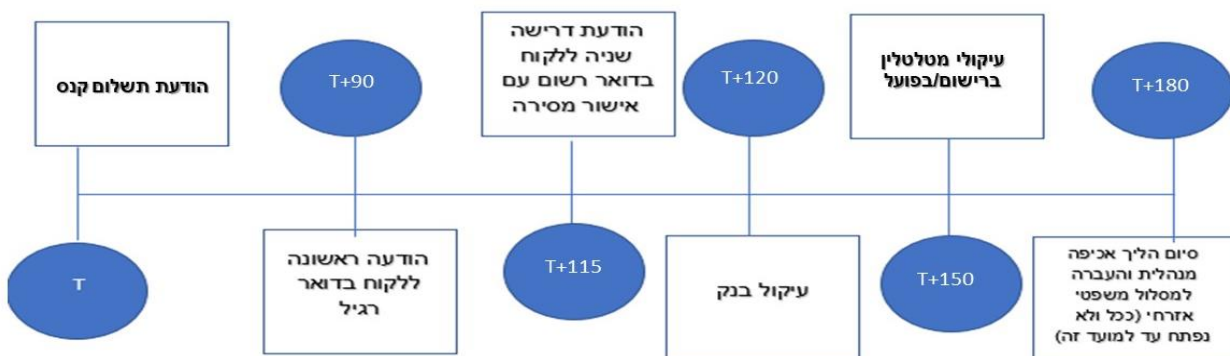 הודעת תשלום קנס
T
T+90
הודעה ראשונה
ללקוח בדואר
רגיל
הודעת דרישה
שניה ללקוח
בדואר רשום עם
אישור מסירה
T+115
T+120
עיקול בנק
עיקולי מטלטלין
ברישום/בפועל
T+150
T+180
סיום הליך אכיפה
מנהלית והעברה
למסלול משפטי
אזרחי (ככל ולא
נפתח עד למועד זה)